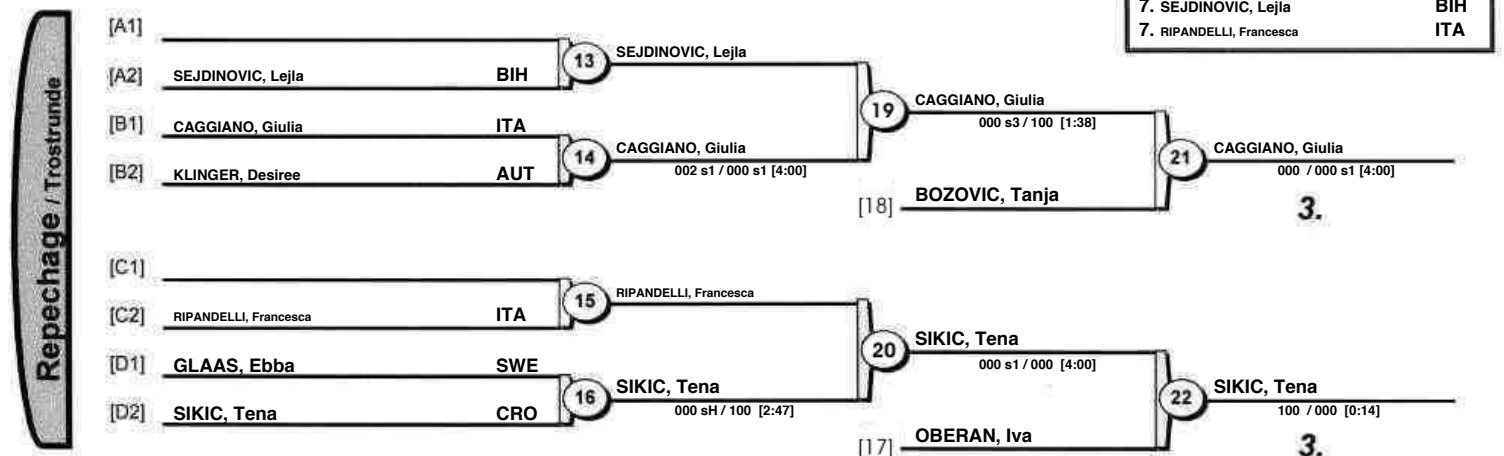 7. SEJDINOVIC, Lejla BIH
7. RIPANDELLI, Francesca ITA
Repechage / Trostrunde
[A1]
[A2] SEJDINOVIC, Lejla BIH
13 SEJDINOVIC, Lejla
[B1] CAGGIANO, Giulia ITA
[B2] KLINGER, Desiree AUT
14 CAGGIANO, Giulia
002 s1 / 000 s1 [4:00]
19 CAGGIANO, Giulia
000 s3 / 100 [1:38]
[18] BOZOVIC, Tanja
21 CAGGIANO, Giulia
000 / 000 s1 [4:00]
3.
[C1]
[C2] RIPANDELLI, Francesca ITA
15 RIPANDELLI, Francesca
[D1] GLAAS, Ebba SWE
[D2] SIKIC, Tena CRO
16 SIKIC, Tena
000 sH / 100 [2:47]
20 SIKIC, Tena
000 s1 / 000 [4:00]
[17] OBERAN, Iva
22 SIKIC, Tena
100 / 000 [0:14]
3.